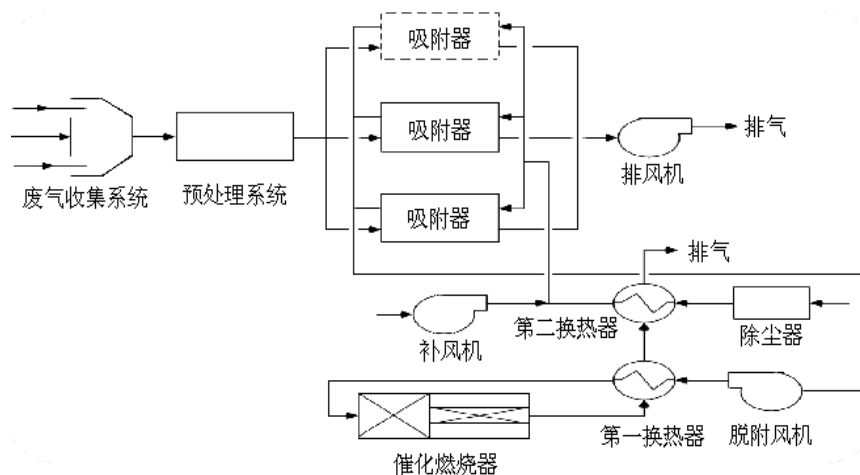 吸附器
吸附器
排气
废气收集系统
预处理系统
排风机
吸附器
排气
补风机
第二换热器
除尘器
第一换热器
脱附风机
催化燃烧器